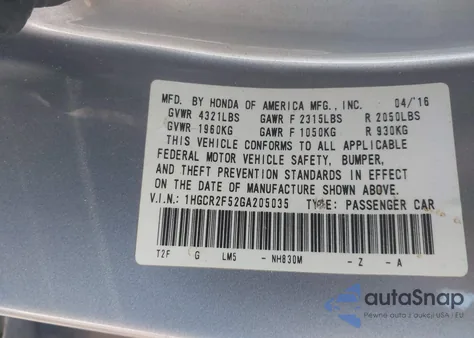 MFD. BY HONDA OF AMERICA MFG., INC. 04/16
GVWR 4321LBS GAWR F 2315LBS R 2050LBS
GVWR 1960KG GAWR F 1050KG R 930KG
THIS VEHICLE CONFORMS TO ALL APPLICABLE
FEDERAL MOTOR VEHICLE SAFETY, BUMPER,
AND THEFT PREVENTION STANDARDS IN EFFECT
ON THE DATE OF MANUFACTURE SHOWN ABOVE.
V.I.N.: 1HGCR2F52GA205035 TYPE: PASSENGER CAR
T2F G LM5 - NH830M - Z - A
autoSnap
Pewne auta z aukcji USA i EU